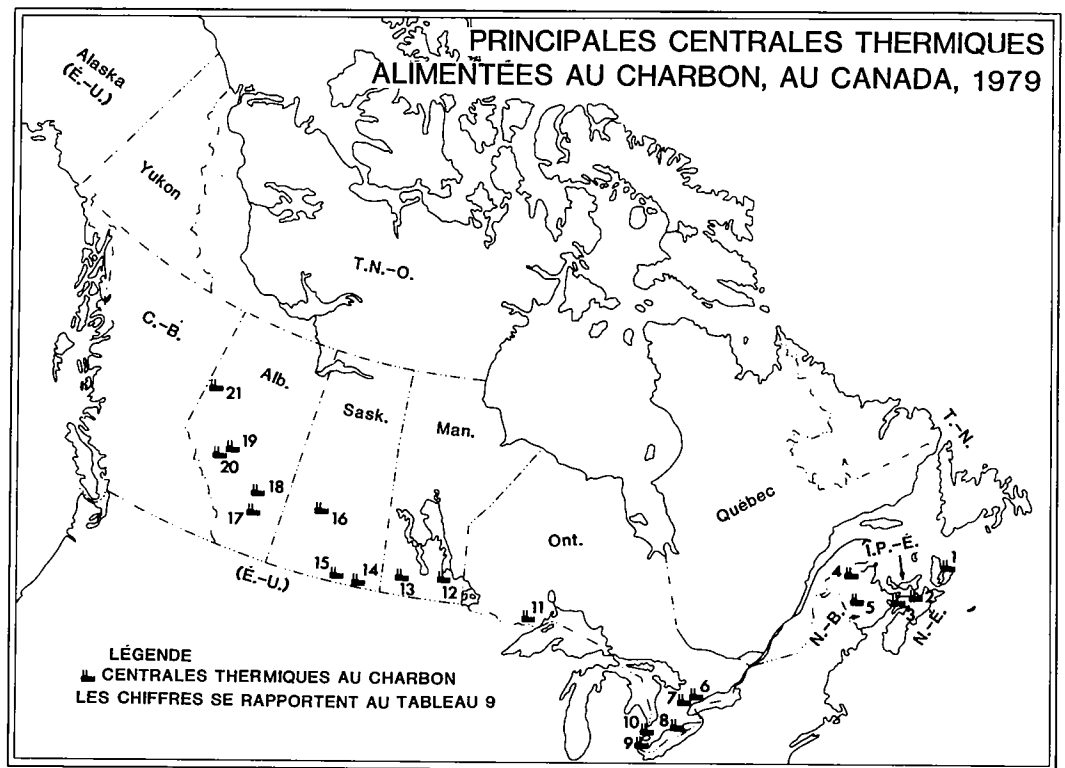 PRINCIPALES CENTRALES THERMIQUES
ALIMENTÉES AU CHARBON, AU CANADA, 1979
Alaska
(É.-U.)
Yukon
T.N.-O.
C.-B.
Alb.
Sask.
Man.
Ont.
Québec
T.-N.
Î.P.-É.
N.-B.
N.-É.
(É.-U.)
21
19
20
18
17
16
15
14
13
12
11
10
9
8
7
6
5
4
3
2
1
LÉGENDE
CENTRALES THERMIQUES AU CHARBON
LES CHIFFRES SE RAPPORTENT AU TABLEAU 9